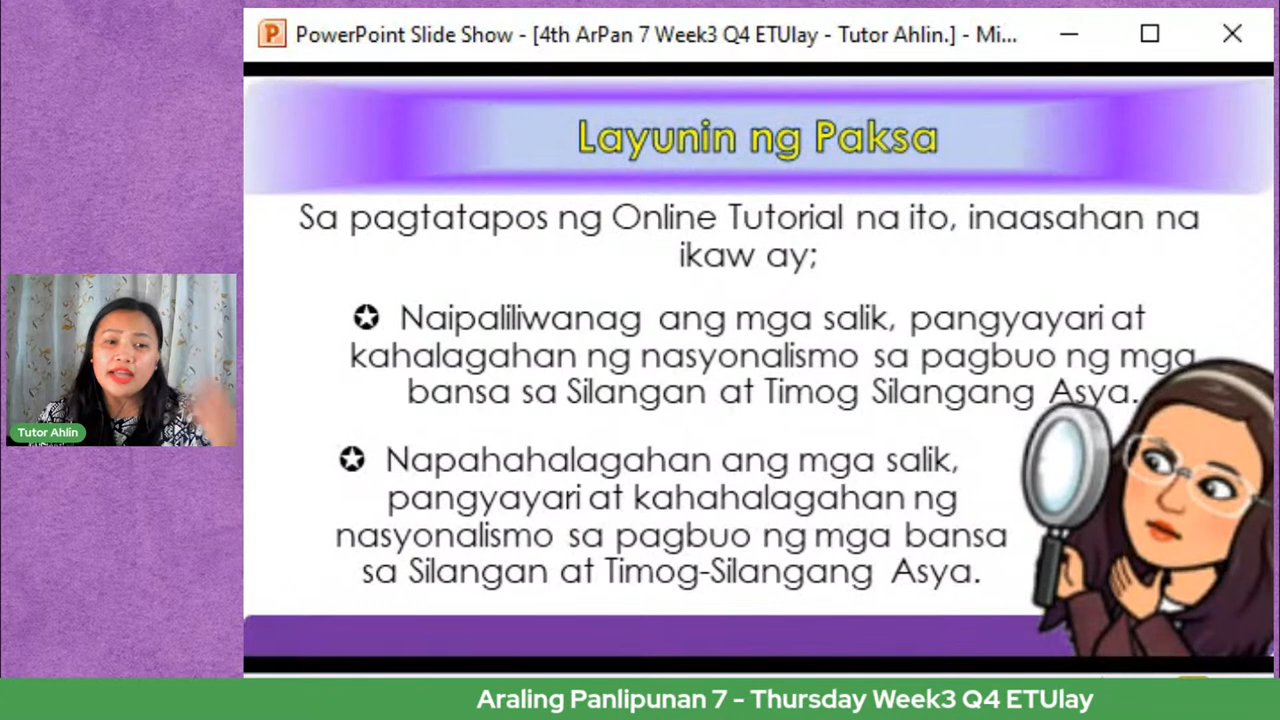 PowerPoint Slide Show - [4th ArPan 7 Week3 Q4 ETUlay - Tutor Ahlin.] - Mi...
Layunin ng Paksa
Sa pagtatapos ng Online Tutorial na ito, inaasahan na
ikaw ay;
Naipaliliwanag ang mga salik, pangyayari at
kahalagahan ng nasyonalismo sa pagbuo ng mga
bansa sa Silangan at Timog Silangang Asya.
Napahahalagahan ang mga salik,
pangyayari at kahahalagahan ng
nasyonalismo sa pagbuo ng mga bansa
sa Silangan at Timog-Silangang Asya.
Tutor Ahlin
Araling Panlipunan 7 - Thursday Week3 Q4 ETUlay